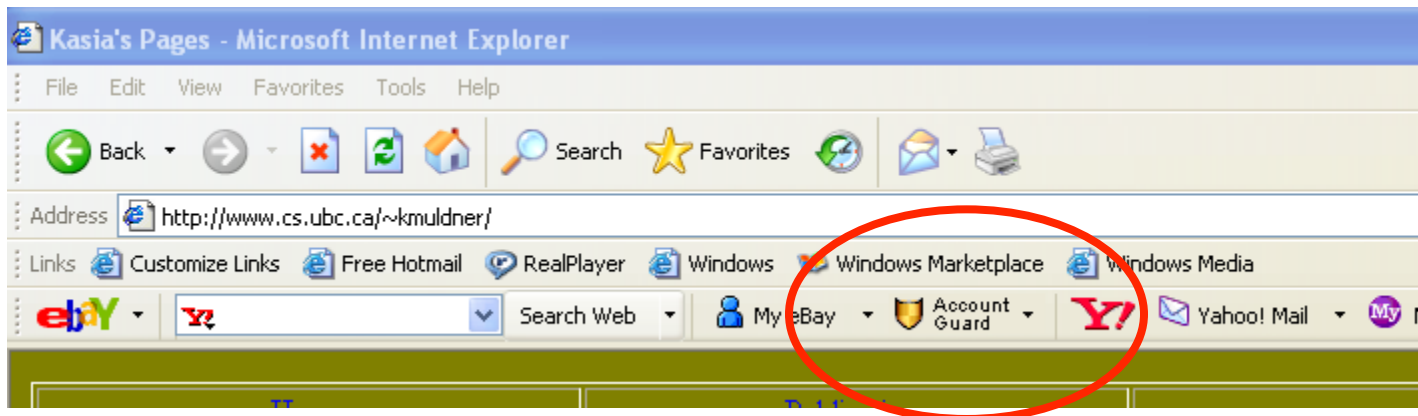 Kasia's Pages - Microsoft Internet Explorer
File Edit View Favorites Tools Help
Back Search Favorites
Address http://www.cs.ubc.ca/~kmuldner/
Links Customize Links Free Hotmail RealPlayer Windows Windows Marketplace Windows Media
ebaY Y! Search Web My eBay Account Guard Y! Yahoo! Mail My